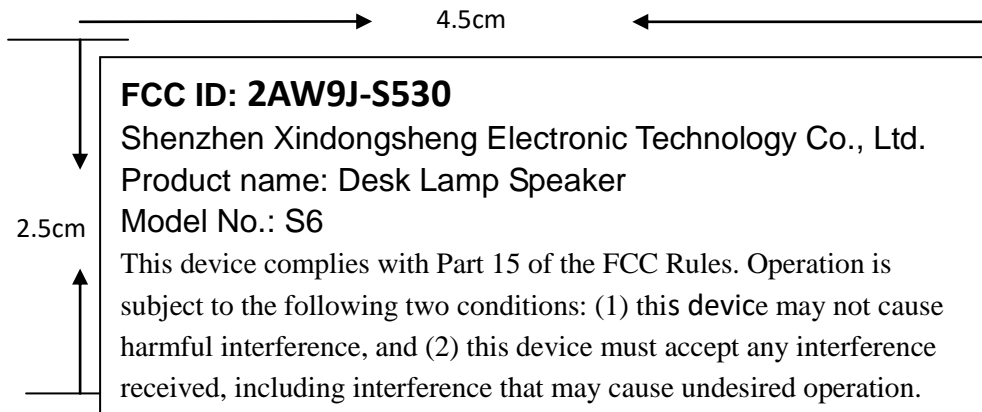 4.5cm
FCC ID: 2AW9J-S530
Shenzhen Xindongsheng Electronic Technology Co., Ltd.
Product name: Desk Lamp Speaker
2.5cm
Model No.: S6
This device complies with Part 15 of the FCC Rules. Operation is
subject to the following two conditions: (1) this device may not cause
harmful interference, and (2) this device must accept any interference
received, including interference that may cause undesired operation.